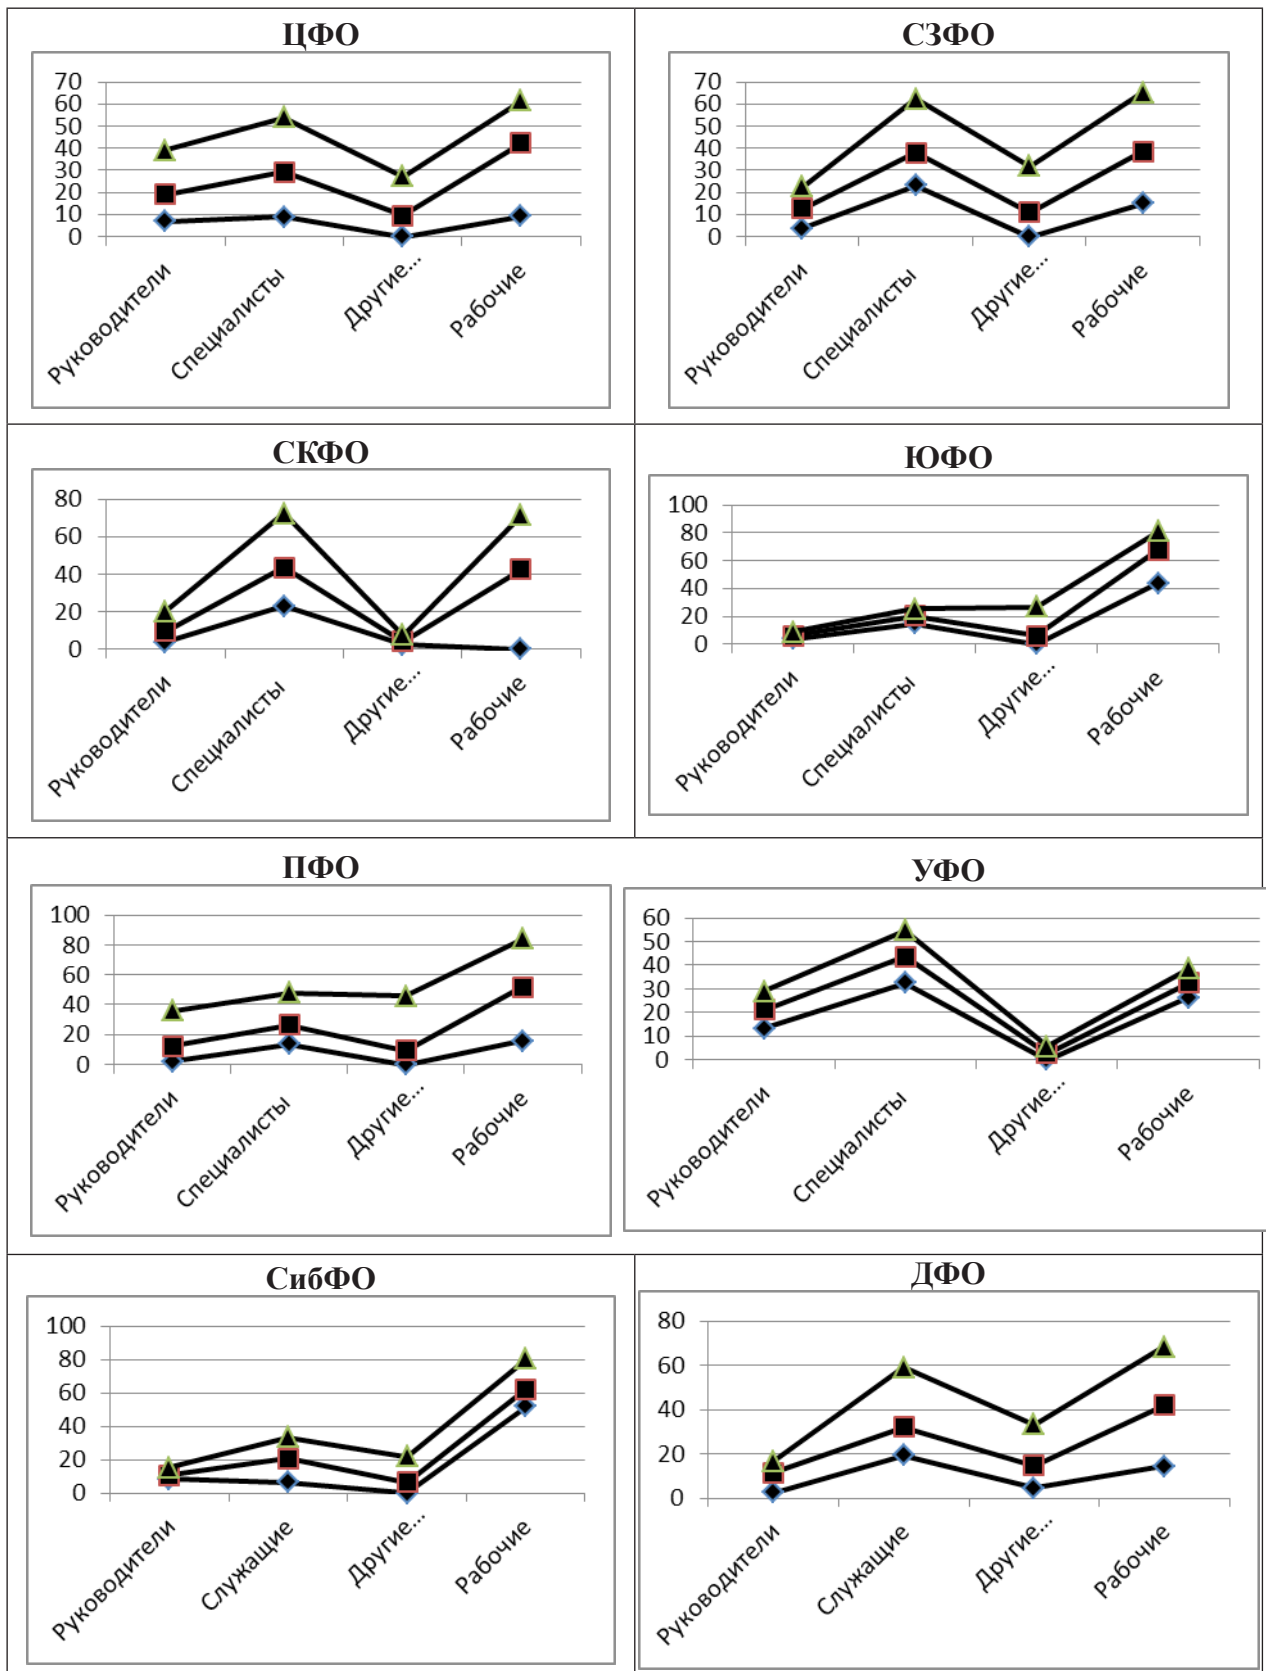 ЦФО
70
60
50
40
30
20
10
0
Руководители
Специалисты
Другие...
Рабочие
СЗФО
70
60
50
40
30
20
10
0
Руководители
Специалисты
Другие...
Рабочие
СКФО
80
60
40
20
0
Руководители
Специалисты
Другие...
Рабочие
ЮФО
100
80
60
40
20
0
Руководители
Специалисты
Другие...
Рабочие
ПФО
100
80
60
40
20
0
Руководители
Специалисты
Другие...
Рабочие
УФО
60
50
40
30
20
10
0
Руководители
Специалисты
Другие...
Рабочие
СибФО
100
80
60
40
20
0
Руководители
Служащие
Другие...
Рабочие
ДФО
80
60
40
20
0
Руководители
Служащие
Другие...
Рабочие